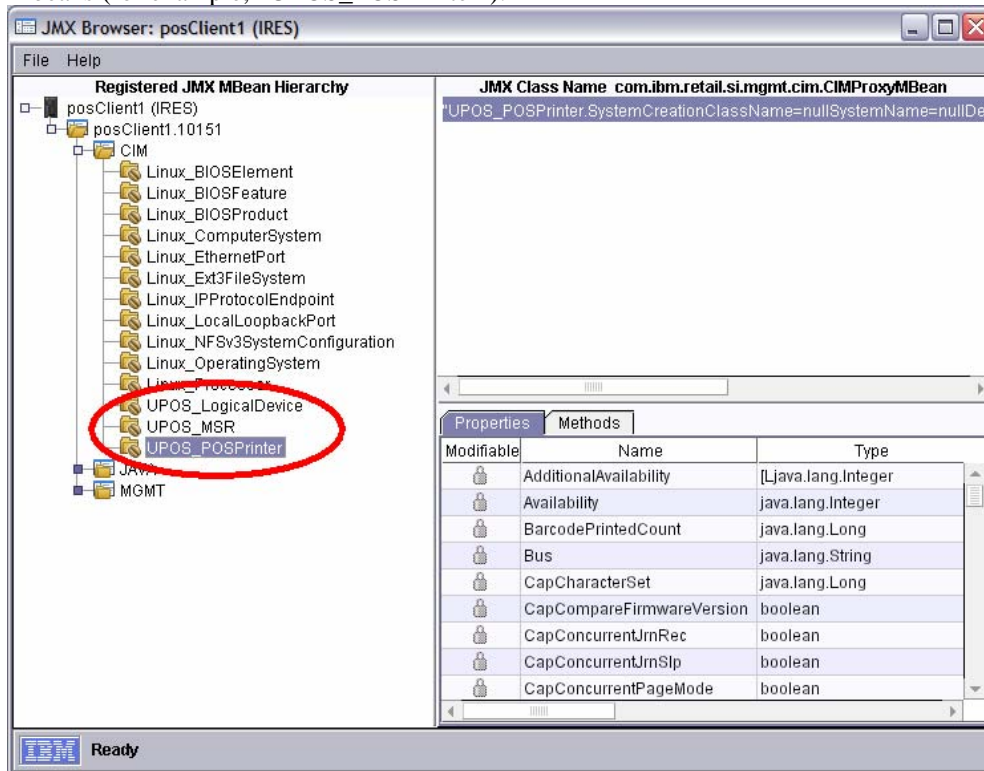 JMX Browser: posClient1 (IRES)
File Help
Registered JMX MBean Hierarchy
posClient1 (IRES)
posClient1.10151
CIM
Linux_BIOSElement
Linux_BIOSFeature
Linux_BIOSProduct
Linux_ComputerSystem
Linux_EthernetPort
Linux_Ext3FileSystem
Linux_IPProtocolEndpoint
Linux_LocalLoopbackPort
Linux_NFSv3SystemConfiguration
Linux_OperatingSystem
Linux_Processor
UPOS_LogicalDevice
UPOS_MSR
UPOS_POSPrinter
JAVA
MGMT
JMX Class Name com.ibm.retail.si.mgmt.cim.CIMProxyMBean
"UPOS_POSPrinter.SystemCreationClassName=nullSystemName=nullDe
Properties Methods
Modifiable Name Type
AdditionalAvailability [Ljava.lang.Integer
Availability java.lang.Integer
BarcodePrintedCount java.lang.Long
Bus java.lang.String
CapCharacterSet java.lang.Long
CapCompareFirmwareVersion boolean
CapConcurrentJrnRec boolean
CapConcurrentJrnSlp boolean
CapConcurrentPageMode boolean
IBM Ready